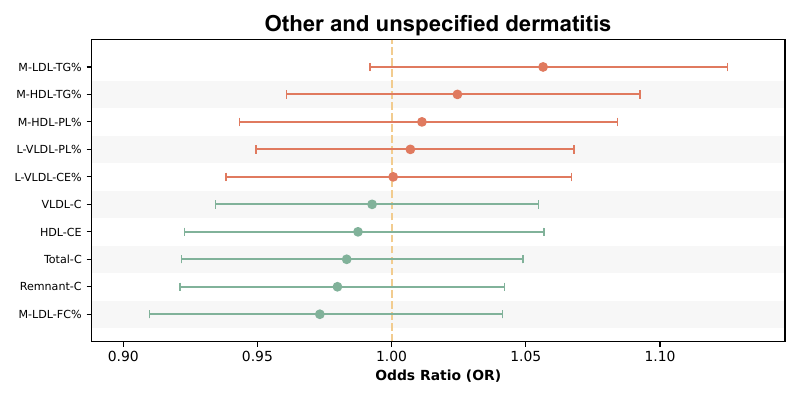 Other and unspecified dermatitis
M-LDL-TG%
M-HDL-TG%
M-HDL-PL%
L-VLDL-PL%
L-VLDL-CE%
VLDL-C
HDL-CE
Total-C
Remnant-C
M-LDL-FC%
0.90 0.95 1.00 1.05 1.10
Odds Ratio (OR)